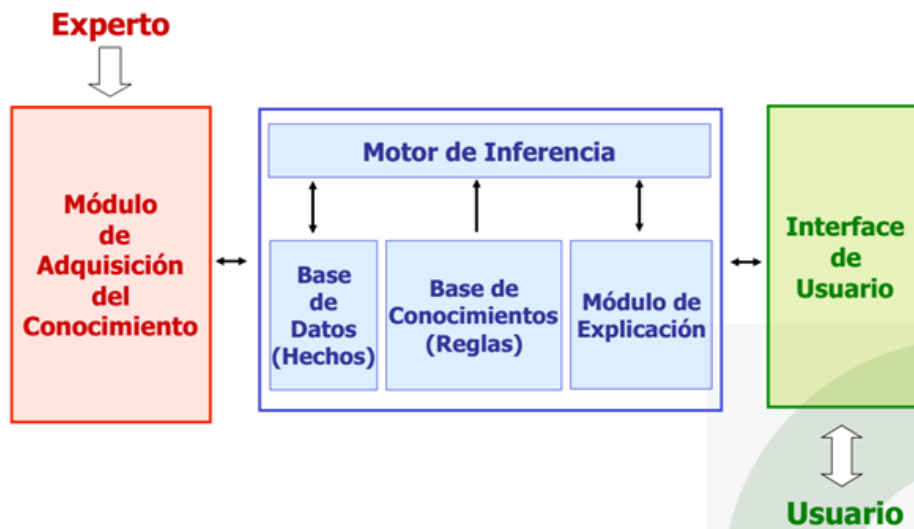 Experto
Módulo
de
Adquisición
del
Conocimiento
Motor de Inferencia
Base
de
Datos
(Hechos)
Base de
Conocimientos
(Reglas)
Módulo de
Explicación
Interface
de
Usuario
Usuario